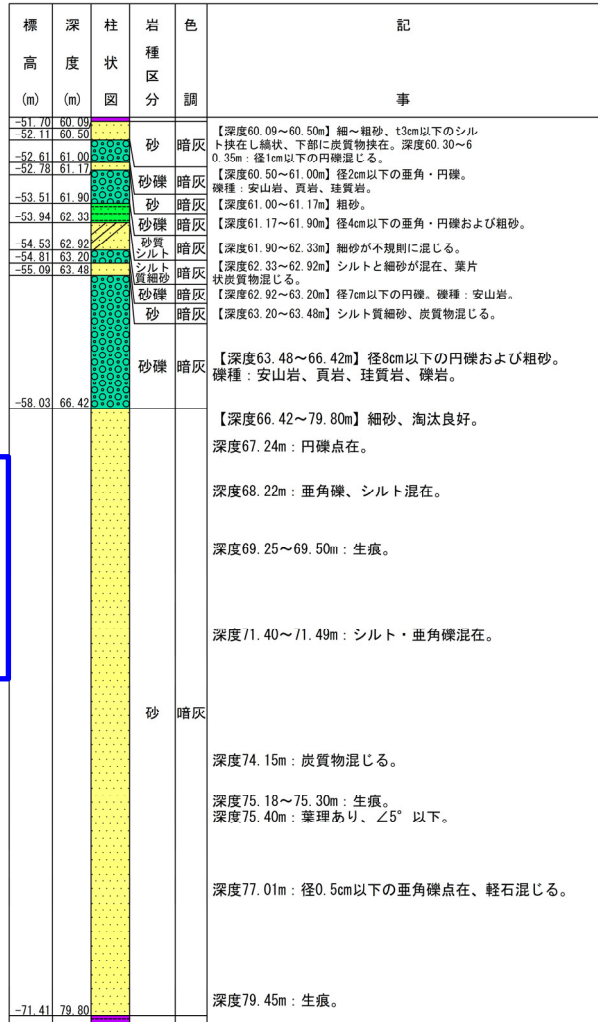 標高(m) 深度(m) 柱状図 岩種区分 色調 記事
-51.70 60.09
-52.11 60.50 砂 暗灰
【深度60.09～60.50m】細～粗砂、t3cm以下のシル
ト挟在し縞状、下部に炭質物挟在。深度60.30～6
0.35m：径1cm以下の円礫混じる。
-52.61 61.00 砂礫 暗灰
【深度60.50～61.00m】径2cm以下の亜角・円礫。
礫種：安山岩、頁岩、珪質岩。
-52.78 61.17 砂 暗灰
【深度61.00～61.17m】粗砂。
-53.51 61.90 砂礫 暗灰
【深度61.17～61.90m】径4cm以下の亜角・円礫および粗砂。
-53.94 62.33 砂質シルト 暗灰
【深度61.90～62.33m】細砂が不規則に混じる。
54.53 62.92 シルト質細砂 暗灰
【深度62.33～62.92m】シルトと細砂が混在、葉片
状炭質物混じる。
-54.81 63.20 砂礫 暗灰
【深度62.92～63.20m】径7cm以下の円礫。礫種：安山岩。
-55.09 63.48 砂 暗灰
【深度63.20～63.48m】シルト質細砂、炭質物混じる。
-58.03 66.42 砂礫 暗灰
【深度63.48～66.42m】径8cm以下の円礫および粗砂。
礫種：安山岩、頁岩、珪質岩、礫岩。
-71.41 79.80 砂 暗灰
【深度66.42～79.80m】細砂、淘汰良好。
深度67.24m：円礫点在。
深度68.22m：亜角礫、シルト混在。
深度69.25～69.50m：生痕。
深度71.40～71.49m：シルト・亜角礫混在。
深度74.15m：炭質物混じる。
深度75.18～75.30m：生痕。
深度75.40m：葉理あり、∠5°以下。
深度77.01m：径0.5cm以下の亜角礫点在、軽石混じる。
深度79.45m：生痕。